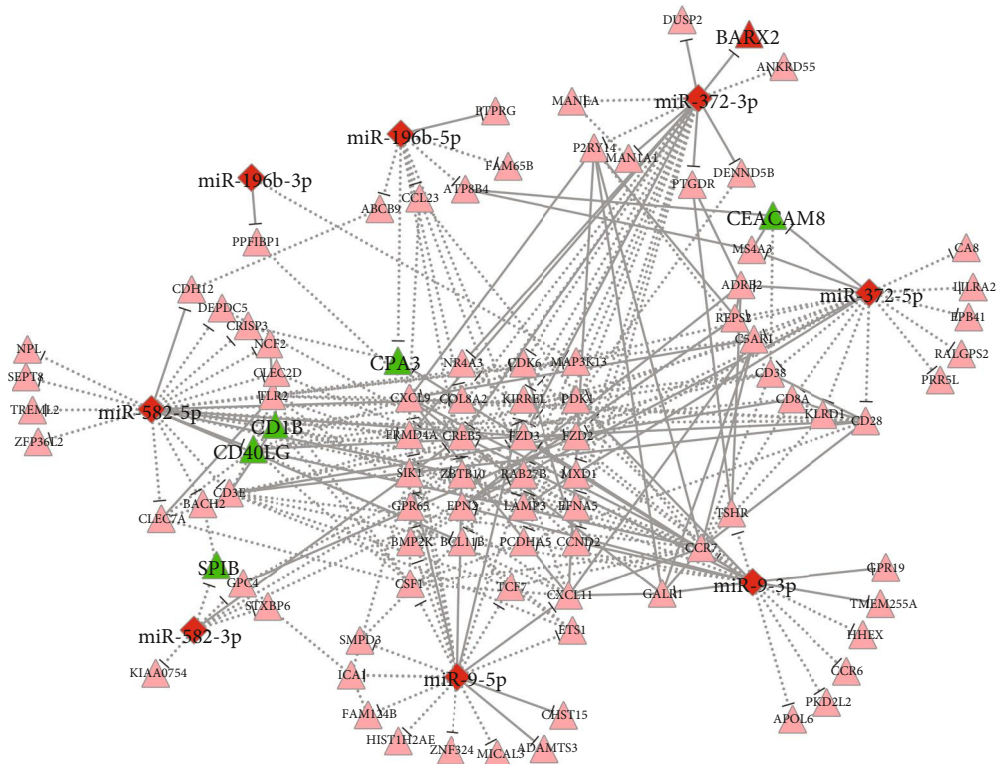 DUSP2
BARX2
ANKRD55
MANEA
miR-372-3p
PTPRG
miR-196b-5p
P2RY14
MAN1A1
FAM65B
DENND5B
miR-196b-3p
PTGDR
ATP8B4
CCL23
ABCB9
CEACAM8
PPFIBP1
MS4A3
CA8
CDH12
ADRB2
miR-372-5p
LILRA2
DEPDC5
CRISP3
REPS2
EPB41
NCF2
C5AR1
NPL
CPA3
NR4A3
CDK6
MAP3K13
RALGPS2
SEPT8
CLEC2D
CD38
PRR5L
TLR2
CXCL9
COL8A2
KIRREL
PDK1
CD8A
TREML2
miR-582-5p
KLRD1
CD28
CD1B
ZFP36L2
FRMD4A
CREB5
FZD3
FZD2
CD40LG
SIK1
ZBTB10
RAB27B
MXD1
CD3E
BACH2
GPR65
EPN2
LAMP3
EFNA5
TSHR
CLEC7A
BMP2K
BCL11B
PCDHA5
CCND2
CCR7
SPIB
GPC4
CSF1
TCF7
CXCL11
GALR1
miR-9-3p
GPR19
STXBP6
TMEM255A
miR-582-3p
SMPD3
ETS1
HHEX
KIAA0754
ICA1
miR-9-5p
CCR6
FAM124B
CHST15
PKD2L2
APOL6
HIST1H2AE
ZNF324
MICAL3
ADAMTS3